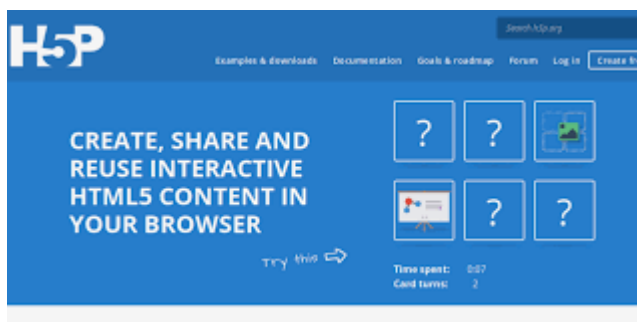 Search h5p.org
H5P
Examples & downloads Documentation Goals & roadmap Forum Log in Create fr
CREATE, SHARE AND
REUSE INTERACTIVE
HTML5 CONTENT IN
YOUR BROWSER
Try this
? ?
? ?
Time spent: 0:07
Card turns: 2